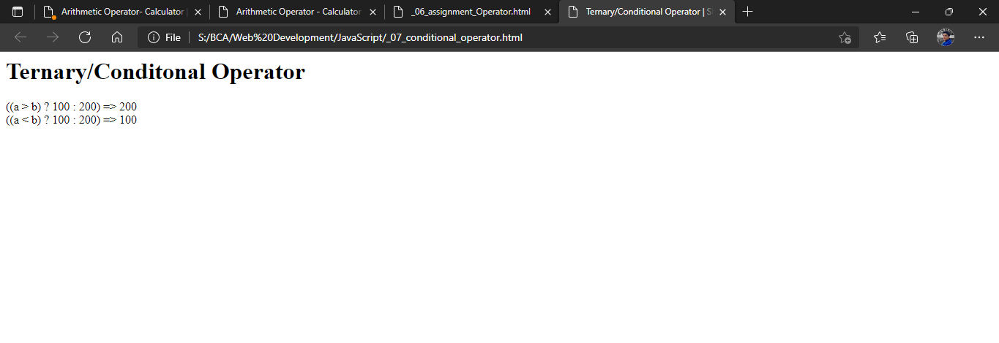 Arithmetic Operator- Calculator |
Arithmetic Operator - Calculator
_06_assignment_Operator.html
Ternary/Conditional Operator | S
File
S:/BCA/Web%20Development/JavaScript/_07_conditional_operator.html
Ternary/Conditonal Operator
((a > b) ? 100 : 200) => 200
((a < b) ? 100 : 200) => 100